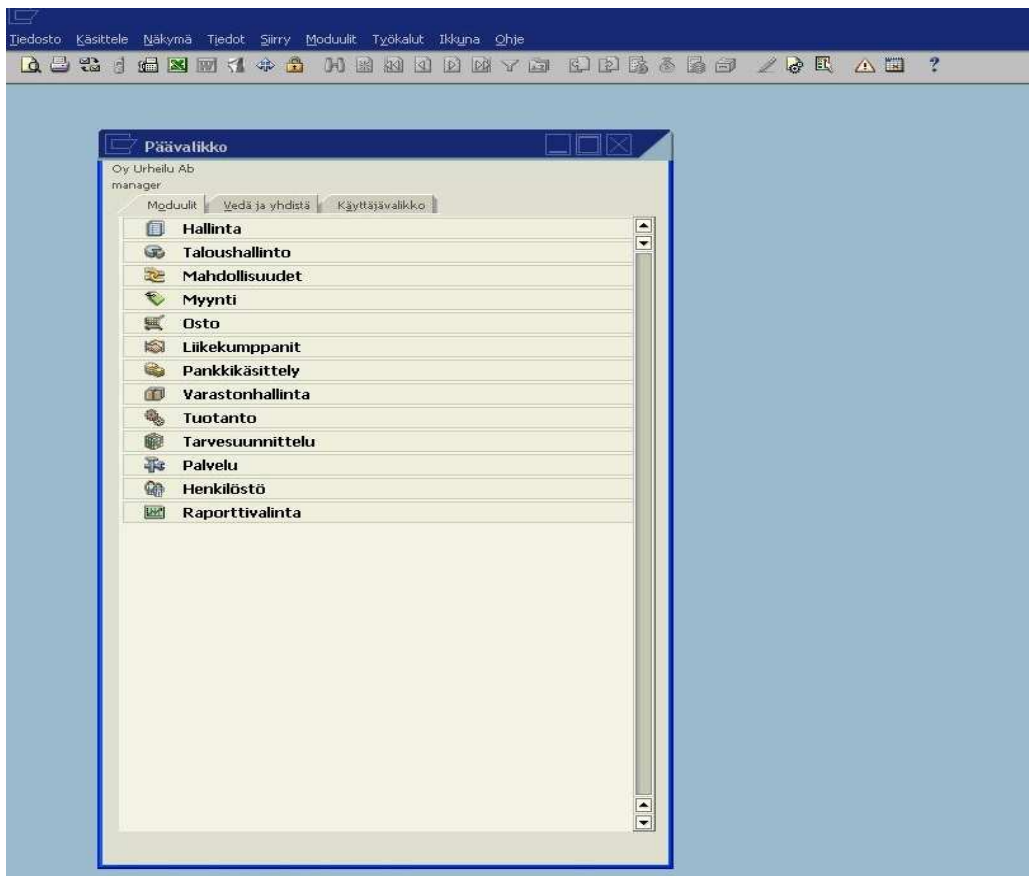 Tiedosto Käsittele Näkymä Tiedot Siirry Moduulit Työkalut Ikkuna Ohje
Päävalikko
Oy Urheilu Ab
manager
Moduulit Vedä ja yhdistä Käyttäjävalikko
Hallinta
Taloushallinto
Mahdollisuudet
Myynti
Osto
Liikekumppanit
Pankkikäsittely
Varastonhallinta
Tuotanto
Tarvesuunnittelu
Palvelu
Henkilöstö
Raporttivalinta